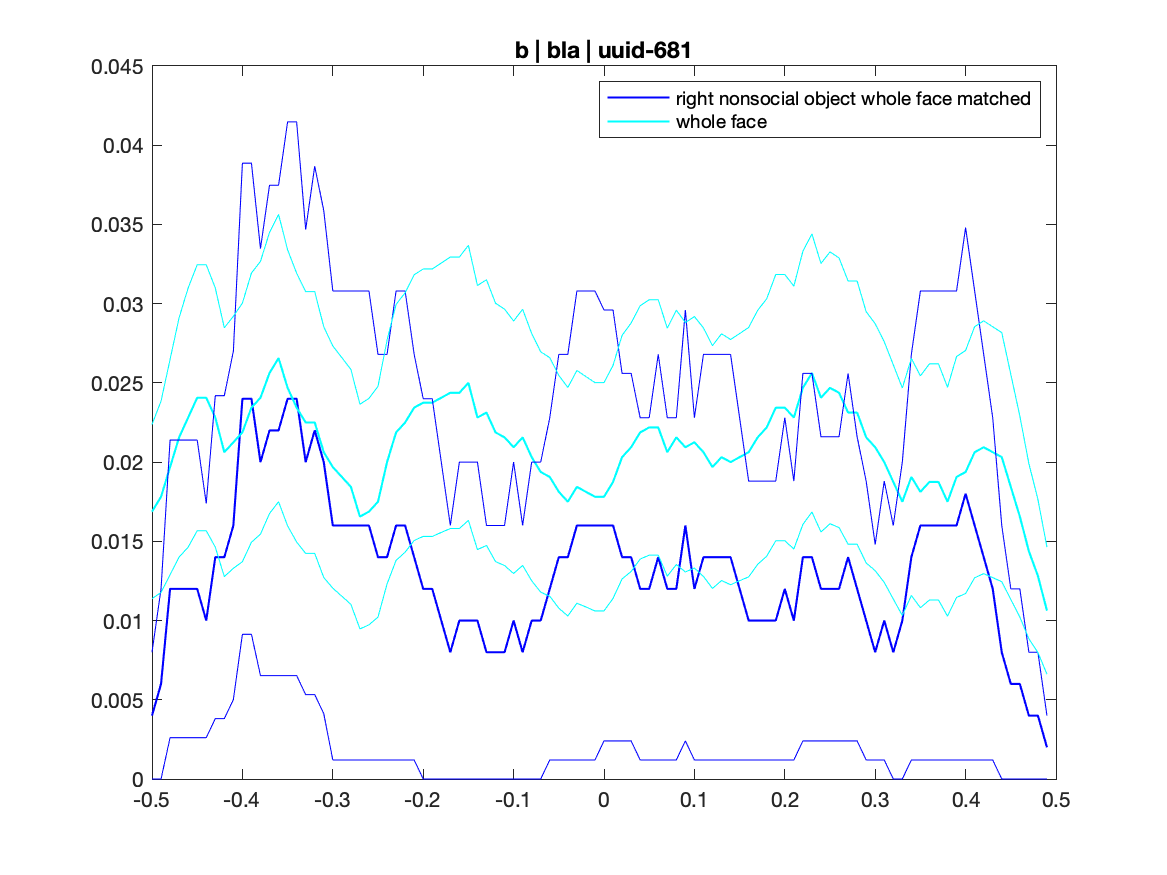 b | bla | uuid-681
0.045
0.04
0.035
0.03
0.025
0.02
0.015
0.01
0.005
0
right nonsocial object whole face matched
whole face
-0.5 -0.4 -0.3 -0.2 -0.1 0 0.1 0.2 0.3 0.4 0.5